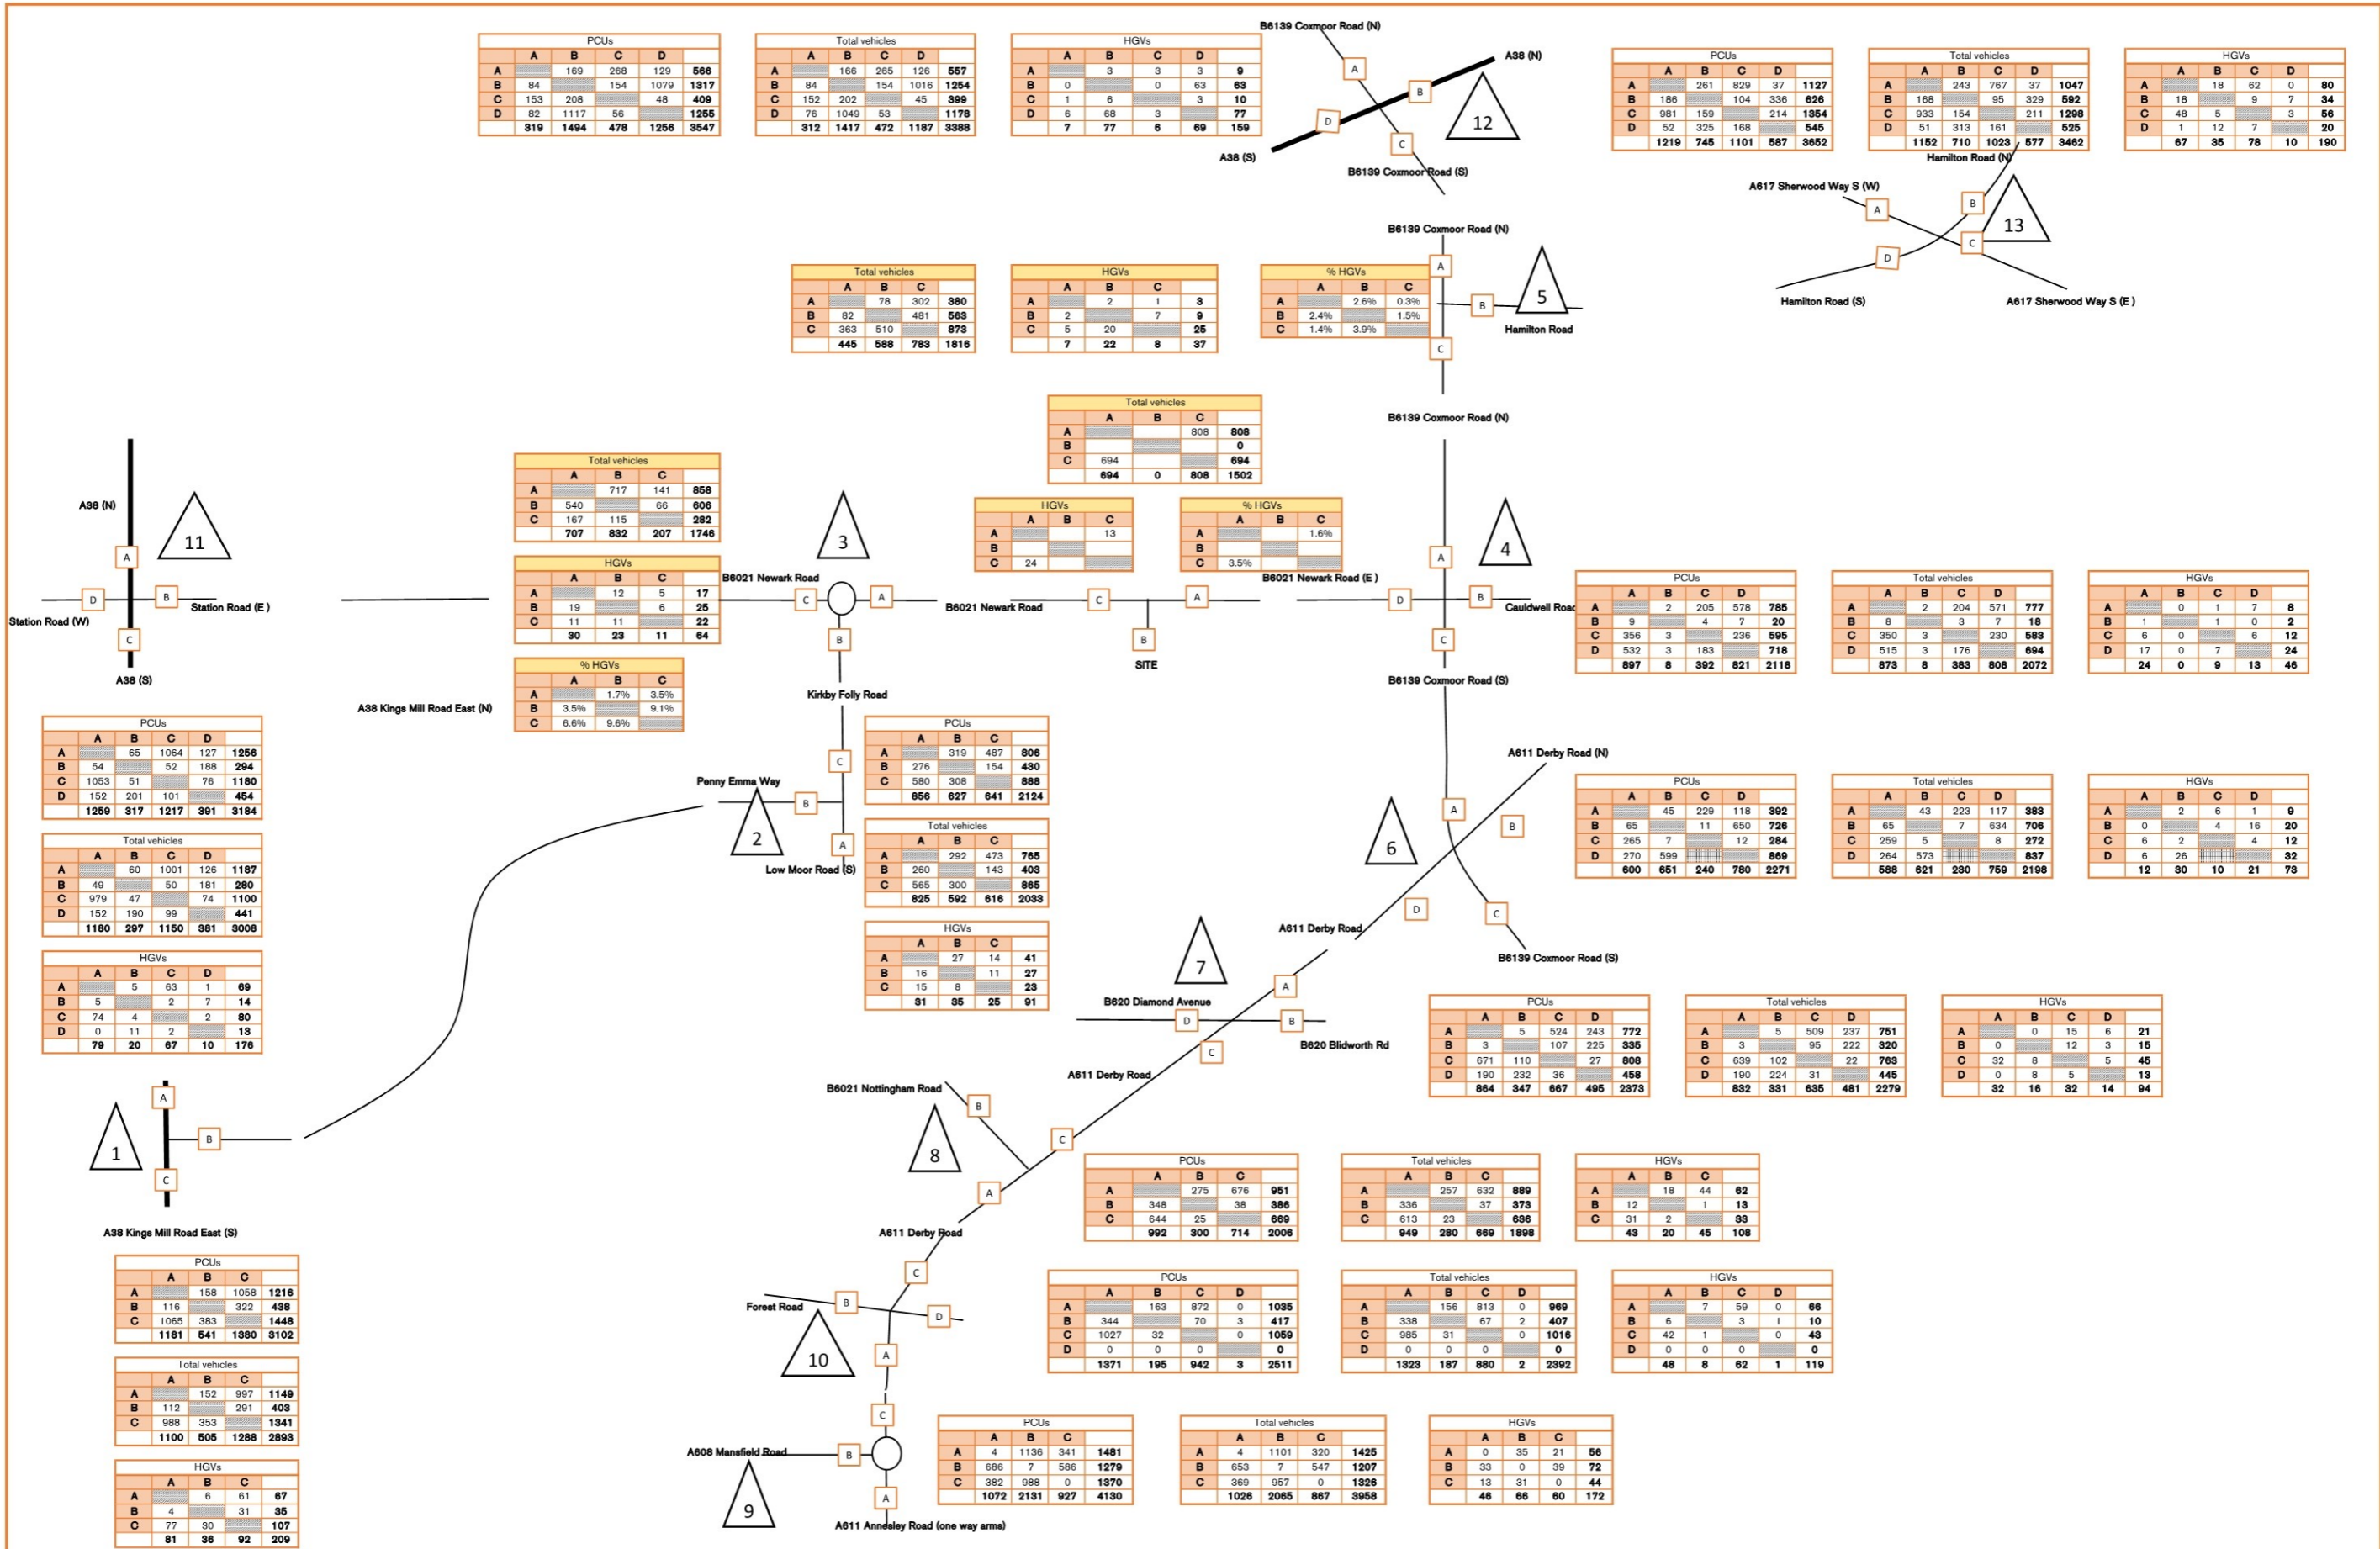 B6139 Coxmoor Road (N)
A
A38 (N)
B
12
D
C
A38 (S)
B6139 Coxmoor Road (S)
PCUs
A B C D
A 169 268 129 566
B 84 154 1079 1317
C 153 208 48 409
D 82 1117 56 1255
319 1494 478 1256 3547
Total vehicles
A B C D
A 166 265 126 557
B 84 154 1016 1254
C 152 202 45 399
D 76 1049 53 1178
312 1417 472 1187 3388
HGVs
A B C D
A 3 3 3 9
B 0 0 63 63
C 1 6 3 10
D 6 68 3 77
7 77 6 69 159
PCUs
A B C D
A 261 829 37 1127
B 186 104 336 626
C 981 159 214 1354
D 52 325 168 545
1219 745 1101 587 3652
Total vehicles
A B C D
A 243 767 37 1047
B 168 95 329 592
C 933 154 211 1298
D 51 313 161 525
1152 710 1023 577 3462
HGVs
A B C D
A 18 62 0 80
B 18 9 7 34
C 48 5 3 56
D 1 12 7 20
67 35 78 10 190
Hamilton Road (N)
A617 Sherwood Way S (W)
A
B
13
C
D
Hamilton Road (S)
A617 Sherwood Way S (E )
B6139 Coxmoor Road (N)
A
5
B
Hamilton Road
C
Total vehicles
A B C
A 78 302 380
B 82 481 563
C 363 510 873
445 588 783 1816
HGVs
A B C
A 2 1 3
B 2 7 9
C 5 20 25
7 22 8 37
% HGVs
A B C
A 2.6% 0.3%
B 2.4% 1.5%
C 1.4% 3.9%
Total vehicles
A B C
A 808 808
B 0
C 694 694
694 0 808 1502
HGVs
A B C
A 13
B
C 24
% HGVs
A B C
A 1.6%
B
C 3.5%
B6139 Coxmoor Road (N)
A
4
B6021 Newark Road (E )
D
B
Cauldwell Road
C
B6139 Coxmoor Road (S)
PCUs
A B C D
A 2 205 578 785
B 9 4 7 20
C 356 3 236 595
D 532 3 183 718
897 8 392 821 2118
Total vehicles
A B C D
A 2 204 571 777
B 8 3 7 18
C 350 3 230 583
D 515 3 176 694
873 8 383 808 2072
HGVs
A B C D
A 0 1 7 8
B 1 1 0 2
C 6 0 6 12
D 17 0 7 24
24 0 9 13 46
A38 (N)
11
A
D
B
Station Road (E )
Station Road (W)
C
A38 (S)
Total vehicles
A B C
A 717 141 858
B 540 66 606
C 167 115 282
707 832 207 1746
HGVs
A B C
A 12 5 17
B 19 6 25
C 11 11 22
30 23 11 64
% HGVs
A B C
A 1.7% 3.5%
B 3.5% 9.1%
C 6.6% 9.6%
3
B6021 Newark Road
C
A
B6021 Newark Road
B
Kirkby Folly Road
C
A
B
SITE
A38 Kings Mill Road East (N)
PCUs
A B C D
A 65 1064 127 1256
B 54 52 188 294
C 1053 51 76 1180
D 152 201 101 454
1259 317 1217 391 3184
Total vehicles
A B C D
A 60 1001 126 1187
B 49 50 181 280
C 979 47 74 1100
D 152 190 99 441
1180 297 1150 381 3008
HGVs
A B C D
A 5 63 1 69
B 5 2 7 14
C 74 4 2 80
D 0 11 2 13
79 20 67 10 176
C
Penny Emma Way
B
2
A
Low Moor Road (S)
PCUs
A B C
A 319 487 806
B 276 154 430
C 580 308 888
856 627 641 2124
Total vehicles
A B C
A 292 473 765
B 260 143 403
C 565 300 865
825 592 616 2033
HGVs
A B C
A 27 14 41
B 16 11 27
C 15 8 23
31 35 25 91
A611 Derby Road (N)
A
B
6
D
C
A611 Derby Road
B6139 Coxmoor Road (S)
PCUs
A B C D
A 45 229 118 392
B 65 11 650 726
C 265 7 12 284
D 270 599 869
600 651 240 780 2271
Total vehicles
A B C D
A 43 223 117 383
B 65 7 634 706
C 259 5 8 272
D 264 573 837
588 621 230 759 2198
HGVs
A B C D
A 2 6 1 9
B 0 4 16 20
C 6 2 4 12
D 6 26 32
12 30 10 21 73
7
A
B620 Diamond Avenue
D
B
B620 Blidworth Rd
C
A611 Derby Road
PCUs
A B C D
A 5 524 243 772
B 3 107 225 335
C 671 110 27 808
D 190 232 36 458
864 347 667 495 2373
Total vehicles
A B C D
A 5 509 237 751
B 3 95 222 320
C 639 102 22 763
D 190 224 31 445
832 331 635 481 2279
HGVs
A B C D
A 0 15 6 21
B 0 12 3 15
C 32 8 5 45
D 0 8 5 13
32 16 32 14 94
A
1
B
C
A38 Kings Mill Road East (S)
PCUs
A B C
A 158 1058 1216
B 116 322 438
C 1065 383 1448
1181 541 1380 3102
Total vehicles
A B C
A 152 997 1149
B 112 291 403
C 988 353 1341
1100 505 1288 2893
HGVs
A B C
A 6 61 67
B 4 31 35
C 77 30 107
81 36 92 209
B6021 Nottingham Road
B
8
C
A
A611 Derby Road
PCUs
A B C
A 275 676 951
B 348 38 386
C 644 25 669
992 300 714 2006
Total vehicles
A B C
A 257 632 889
B 336 37 373
C 613 23 636
949 280 669 1898
HGVs
A B C
A 18 44 62
B 12 1 13
C 31 2 33
43 20 45 108
C
Forest Road
B
D
10
A
PCUs
A B C D
A 163 872 0 1035
B 344 70 3 417
C 1027 32 0 1059
D 0 0 0 0
1371 195 942 3 2511
Total vehicles
A B C D
A 156 813 0 969
B 338 67 2 407
C 985 31 0 1016
D 0 0 0 0
1323 187 880 2 2392
HGVs
A B C D
A 7 59 0 66
B 6 3 1 10
C 42 1 0 43
D 0 0 0 0
48 8 62 1 119
C
A608 Mansfield Road
B
9
A
A611 Annesley Road (one way arms)
PCUs
A B C
A 4 1136 341 1481
B 686 7 586 1279
C 382 988 0 1370
1072 2131 927 4130
Total vehicles
A B C
A 4 1101 320 1425
B 653 7 547 1207
C 369 957 0 1326
1026 2065 867 3958
HGVs
A B C
A 0 35 21 56
B 33 0 39 72
C 13 31 0 44
46 66 60 172